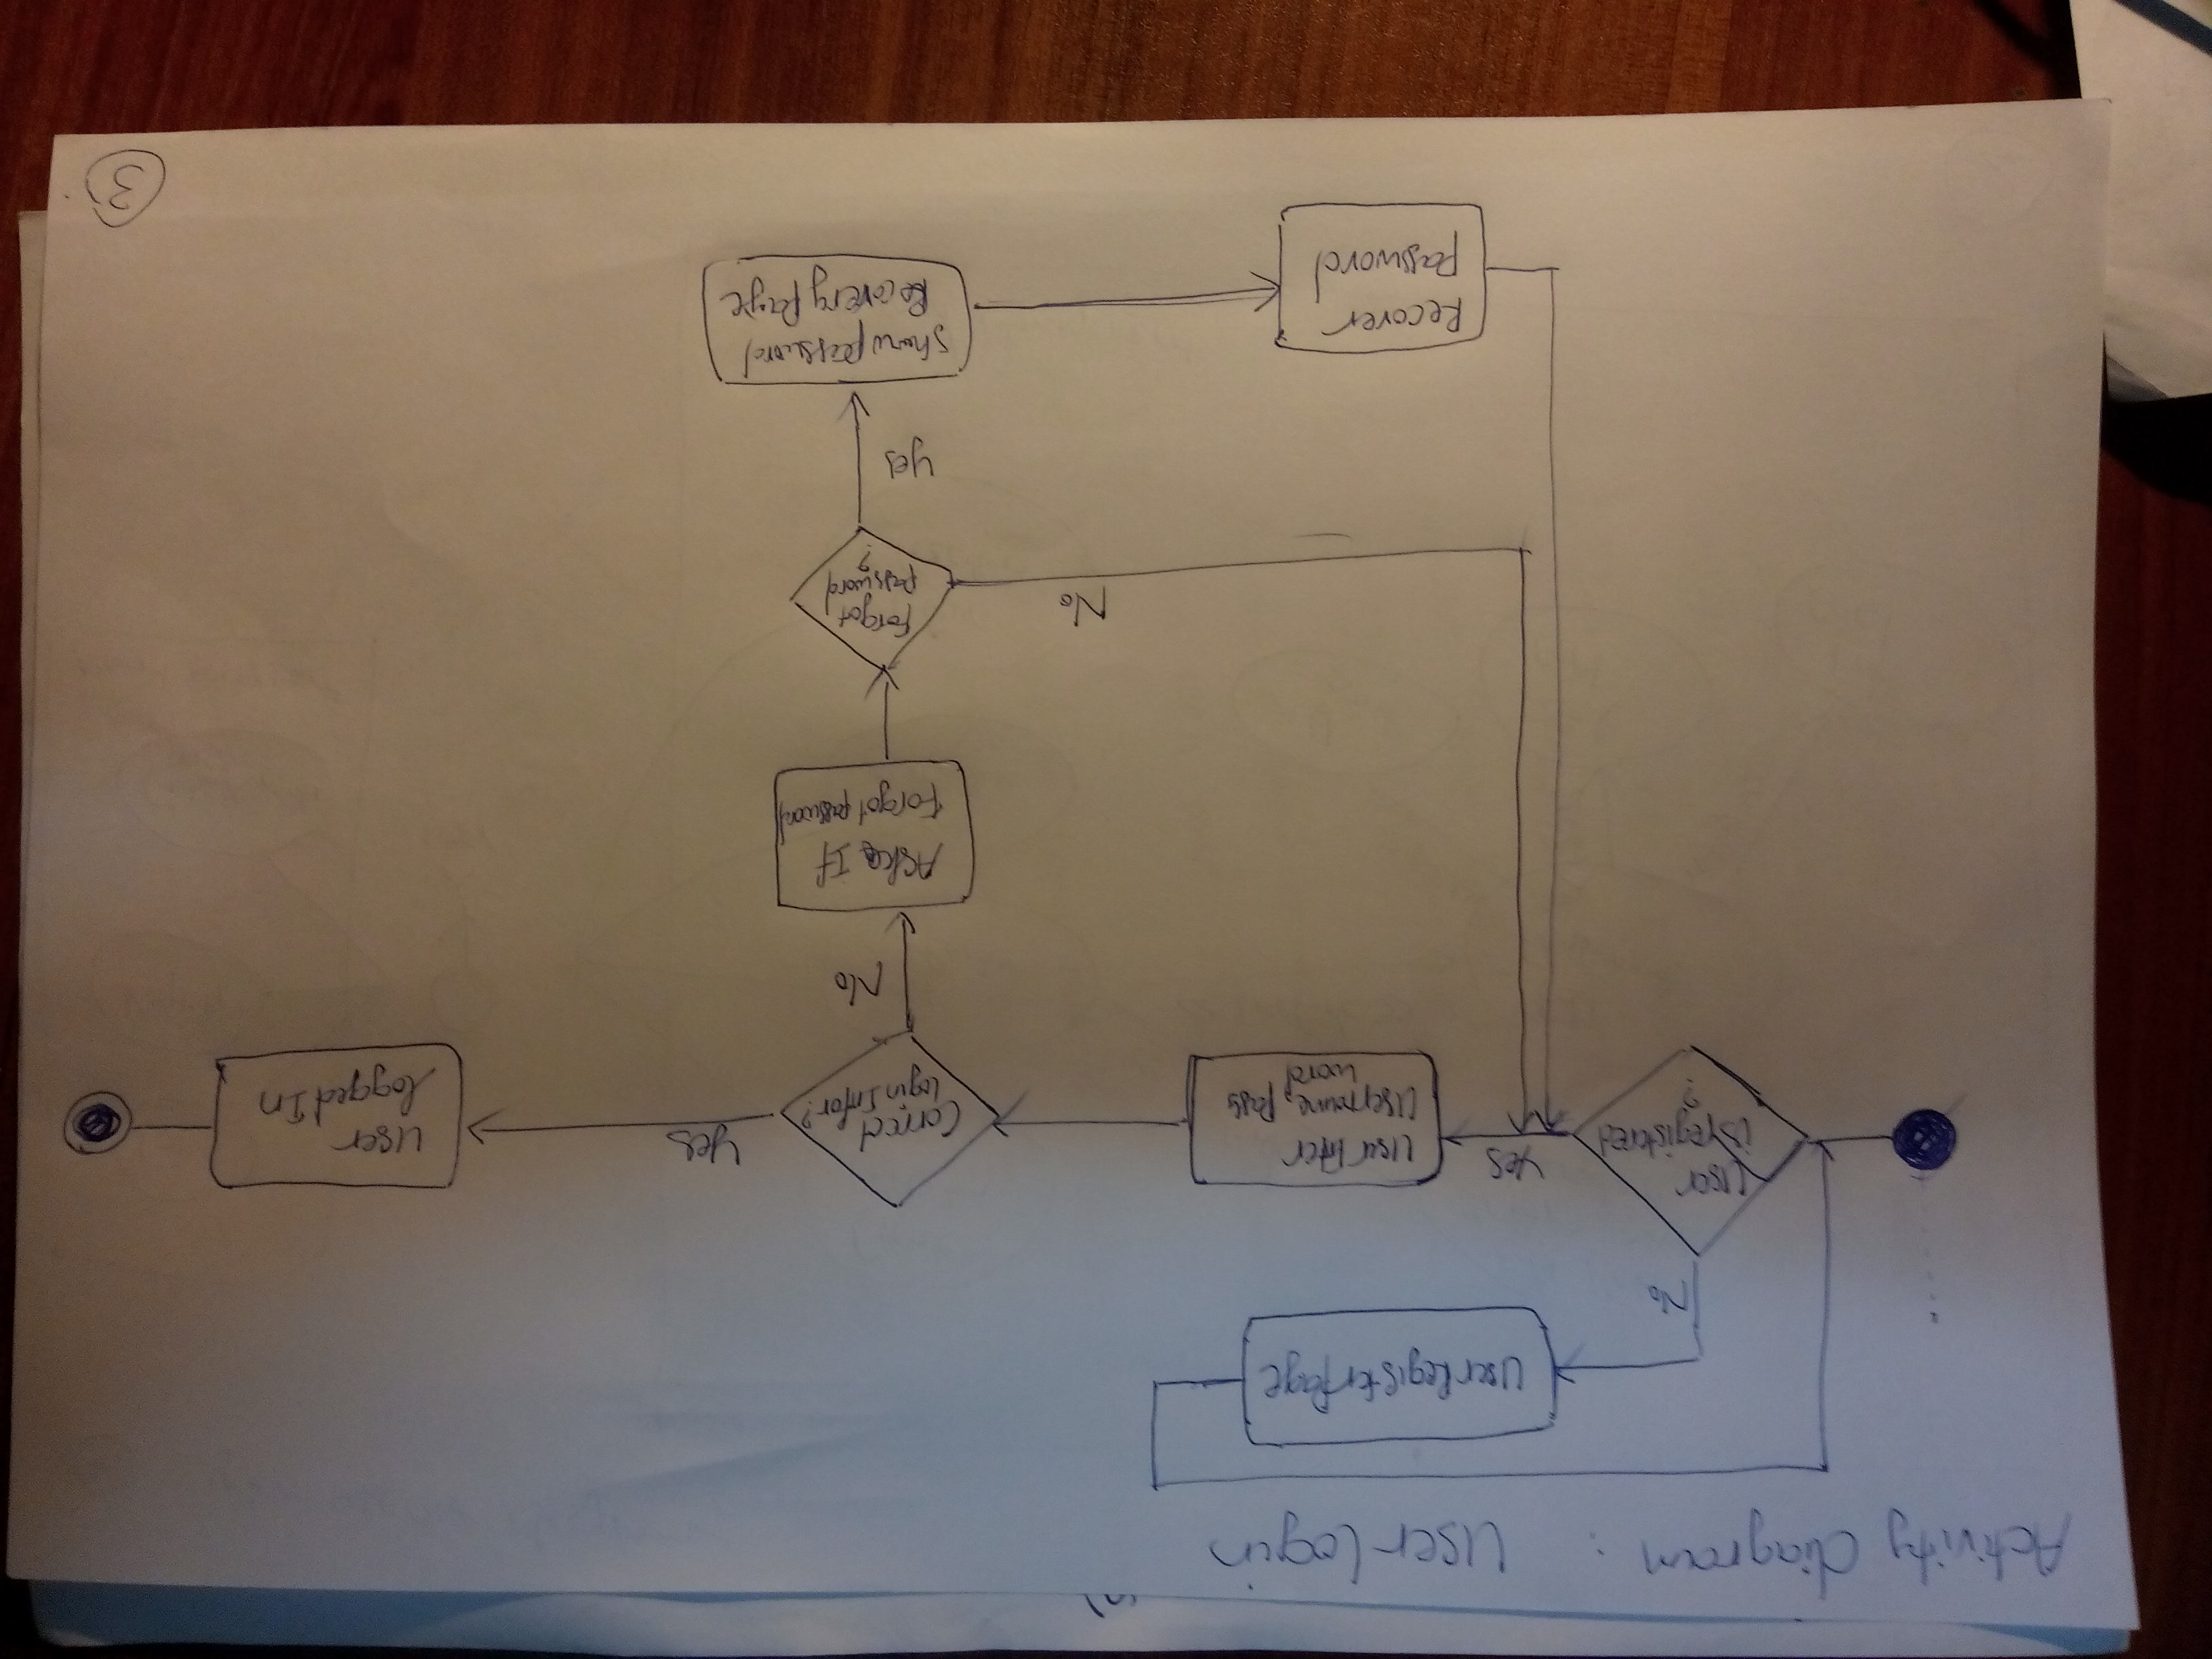 Activity diagram : User Login
User Register Page
No
User
is registered
?
Yes
User Enter
Username, Pass
word
Correct
Login Infor?
Yes
User
Logged In
No
Aske If
Forgot password
Forgot
password
?
No
Yes
Show password
Recovery Page
Recover
password
3